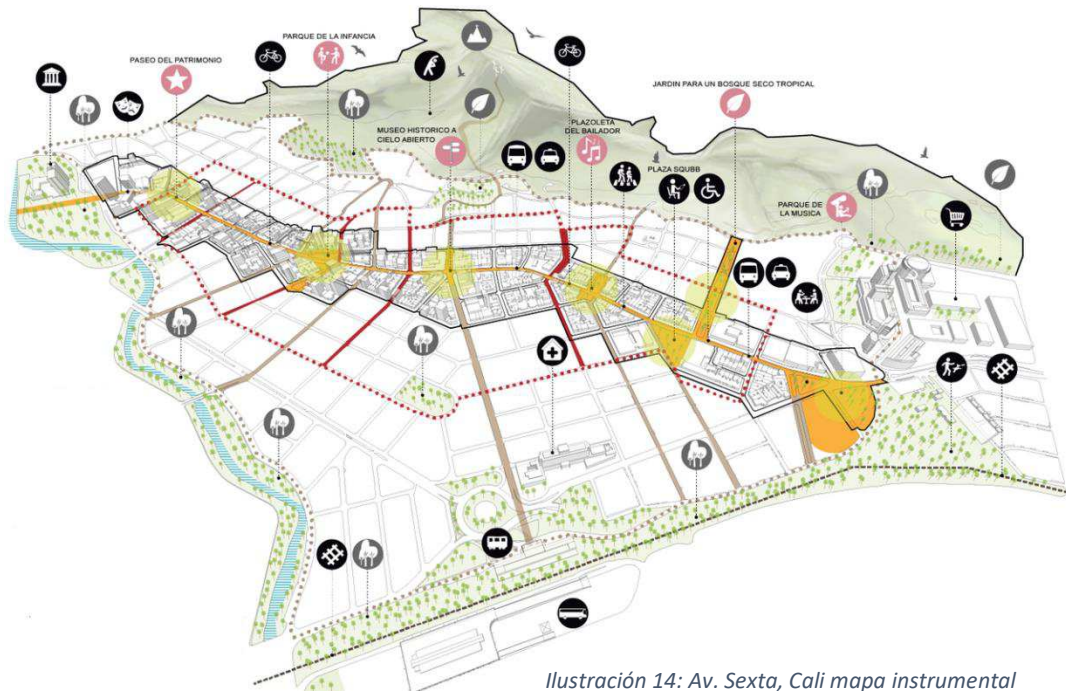 PARQUE DE LA INFANCIA
PASEO DEL PATRIMONIO
JARDIN PARA UN BOSQUE SECO TROPICAL
MUSEO HISTORICO A
CIELO ABIERTO
PLAZOLETA
DEL BAILADOR
PLAZA SQUBB
PARQUE DE
LA MUSICA
Ilustración 14: Av. Sexta, Cali mapa instrumental